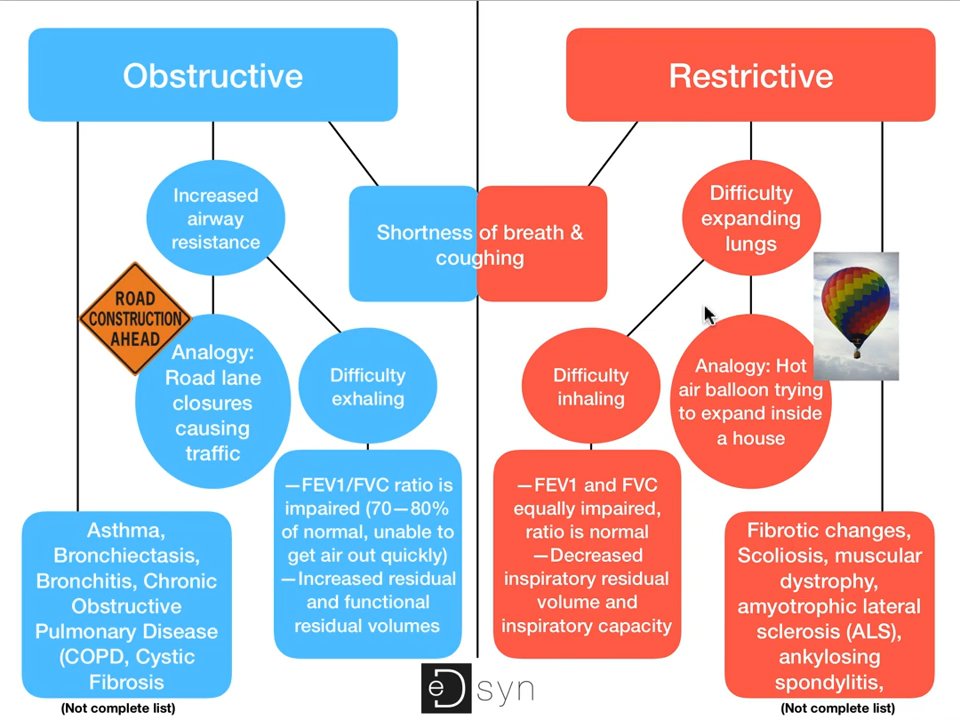 Obstructive
Restrictive
Increased
airway
resistance
Shortness of breath &
coughing
Difficulty
expanding
lungs
ROAD
CONSTRUCTION
AHEAD
Analogy:
Road lane
closures
causing
traffic
Difficulty
exhaling
Difficulty
inhaling
Analogy: Hot
air balloon trying
to expand inside
a house
—FEV1/FVC ratio is
impaired (70—80%
of normal, unable to
get air out quickly)
—Increased residual
and functional
residual volumes
—FEV1 and FVC
equally impaired,
ratio is normal
—Decreased
inspiratory residual
volume and
inspiratory capacity
Asthma,
Bronchiectasis,
Bronchitis, Chronic
Obstructive
Pulmonary Disease
(COPD, Cystic
Fibrosis
(Not complete list)
Fibrotic changes,
Scoliosis, muscular
dystrophy,
amyotrophic lateral
sclerosis (ALS),
ankylosing
spondylitis,
(Not complete list)
eDsyn